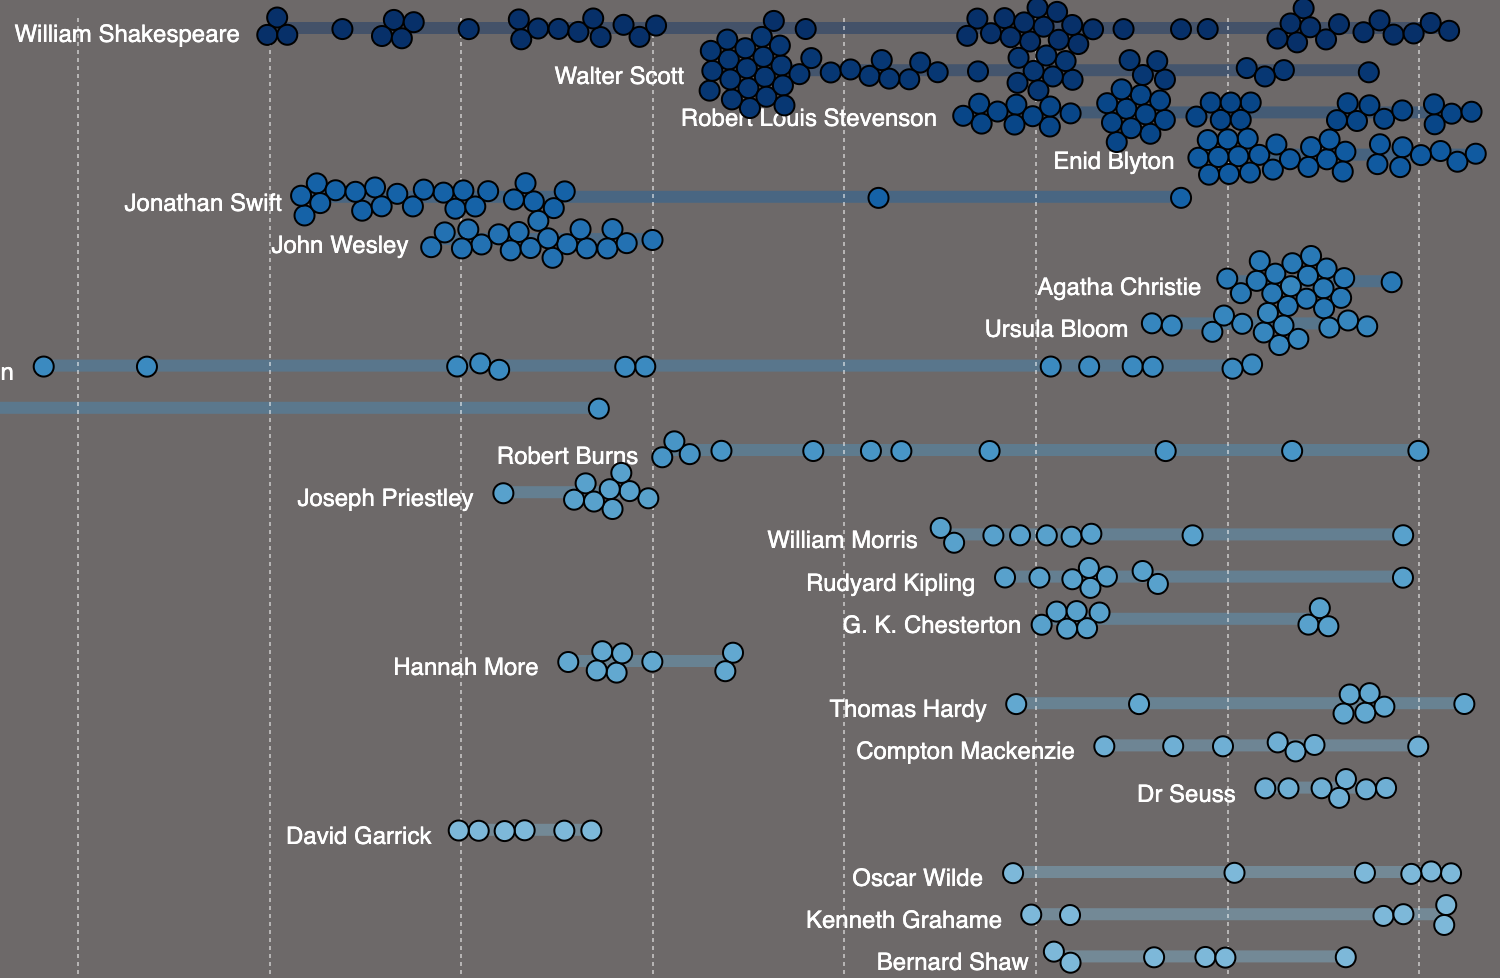 William Shakespeare
Walter Scott
Robert Louis Stevenson
Enid Blyton
Jonathan Swift
John Wesley
Agatha Christie
Ursula Bloom
n
Robert Burns
Joseph Priestley
William Morris
Rudyard Kipling
G. K. Chesterton
Hannah More
Thomas Hardy
Compton Mackenzie
Dr Seuss
David Garrick
Oscar Wilde
Kenneth Grahame
Bernard Shaw